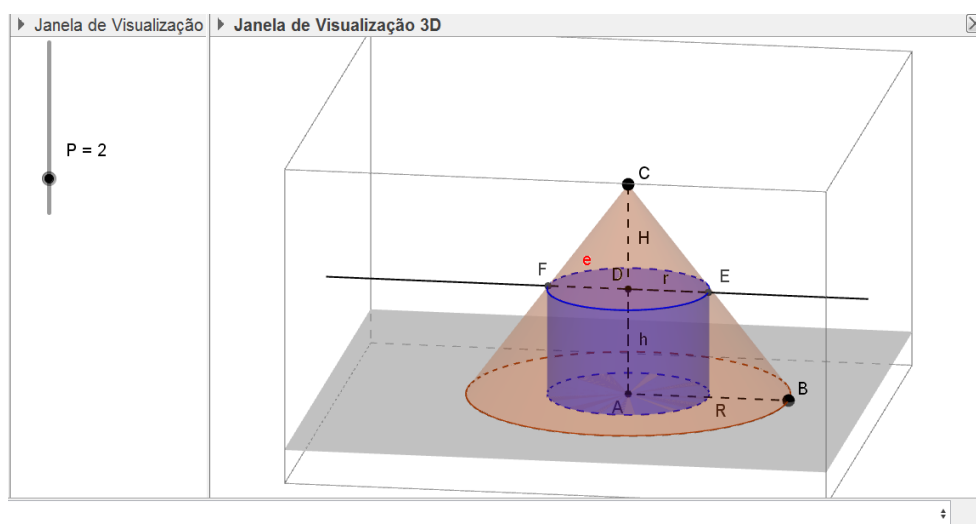 Janela de Visualização
Janela de Visualização 3D
P = 2
C
H
e
F
D
r
E
h
B
A
R